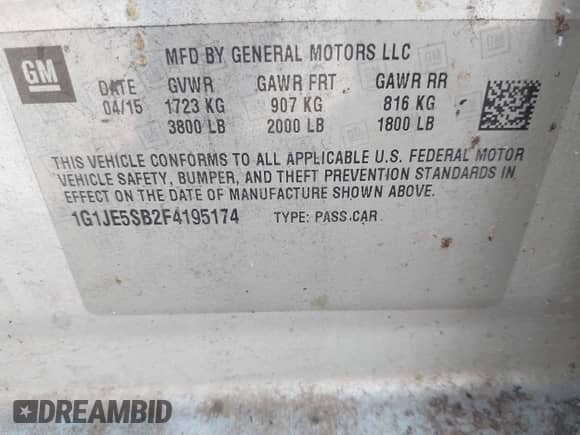 GM
MFD BY GENERAL MOTORS LLC
DATE GVWR GAWR FRT GAWR RR
04/15 1723 KG 907 KG 816 KG
3800 LB 2000 LB 1800 LB
THIS VEHICLE CONFORMS TO ALL APPLICABLE U.S. FEDERAL MOTOR
VEHICLE SAFETY, BUMPER, AND THEFT PREVENTION STANDARDS IN
EFFECT ON THE DATE OF MANUFACTURE SHOWN ABOVE.
1G1JE5SB2F4195174 TYPE: PASS CAR
DREAMBID